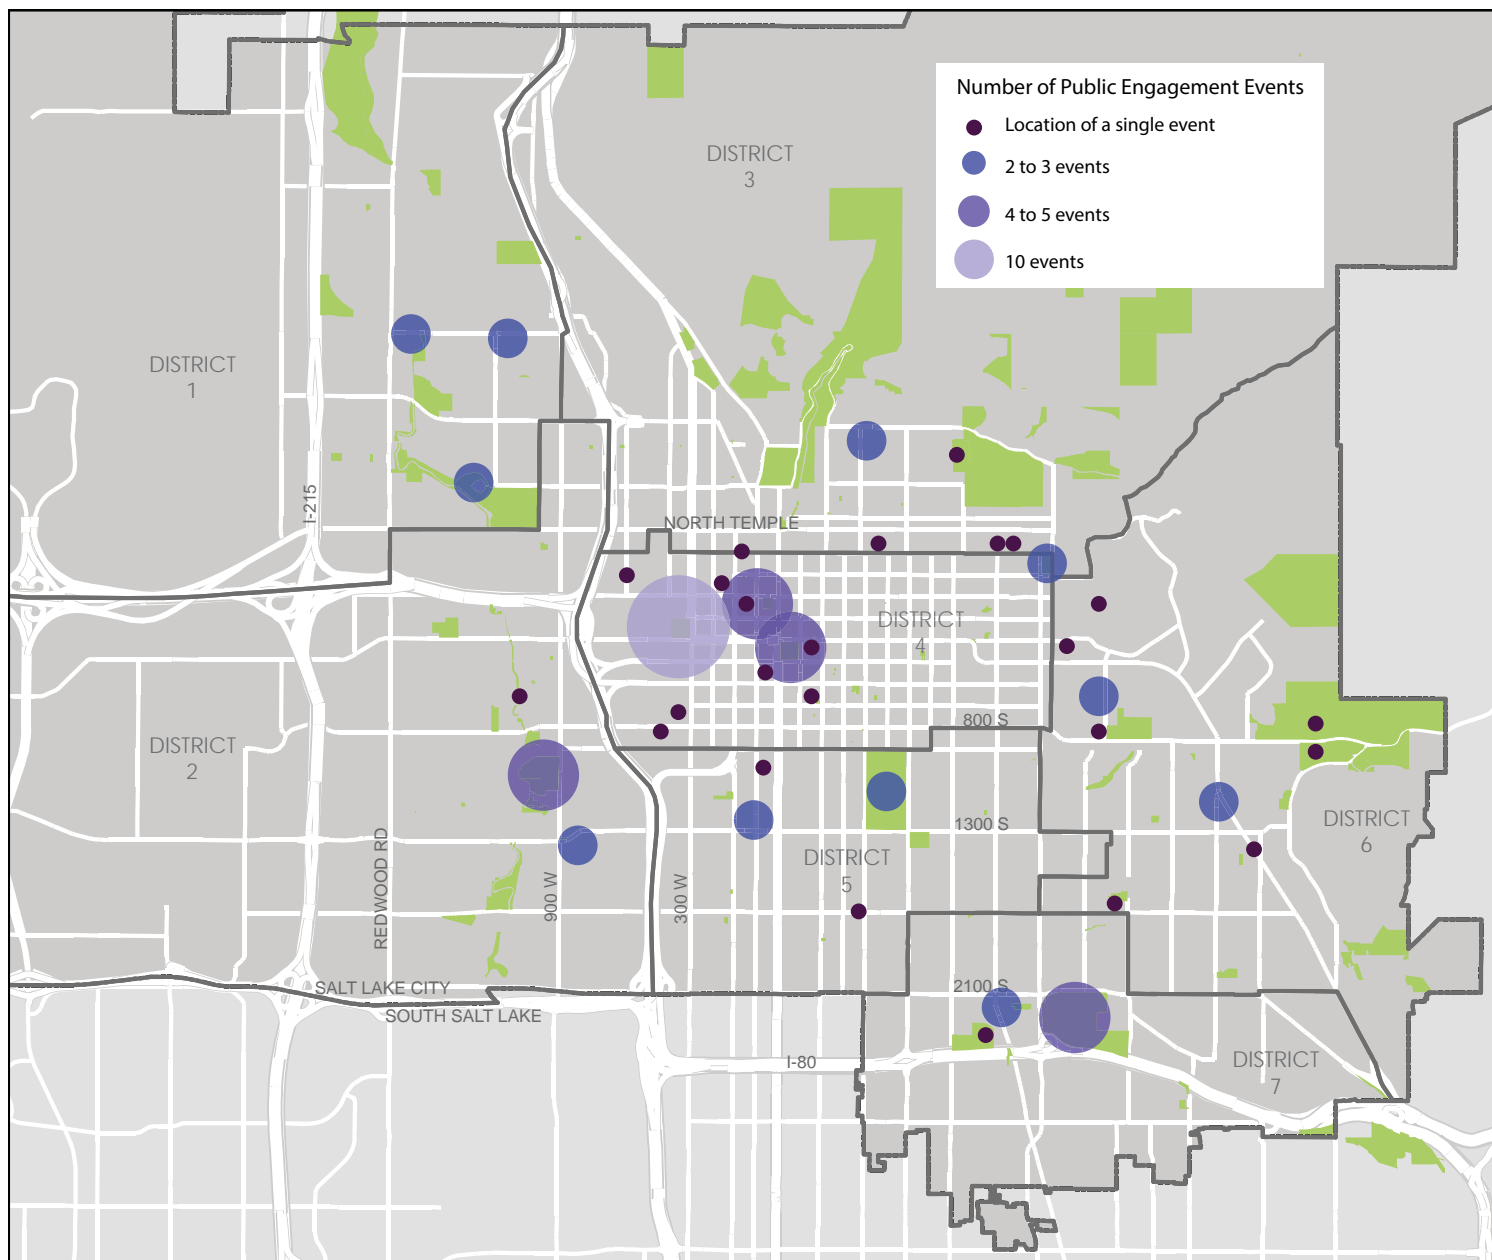 Number of Public Engagement Events
Location of a single event
2 to 3 events
4 to 5 events
10 events
DISTRICT
3
DISTRICT
1
I-215
NORTH TEMPLE
DISTRICT
4
800 S
DISTRICT
2
REDWOOD RD
900 W
300 W
1300 S
DISTRICT
5
DISTRICT
6
SALT LAKE CITY
SOUTH SALT LAKE
2100 S
I-80
DISTRICT
7